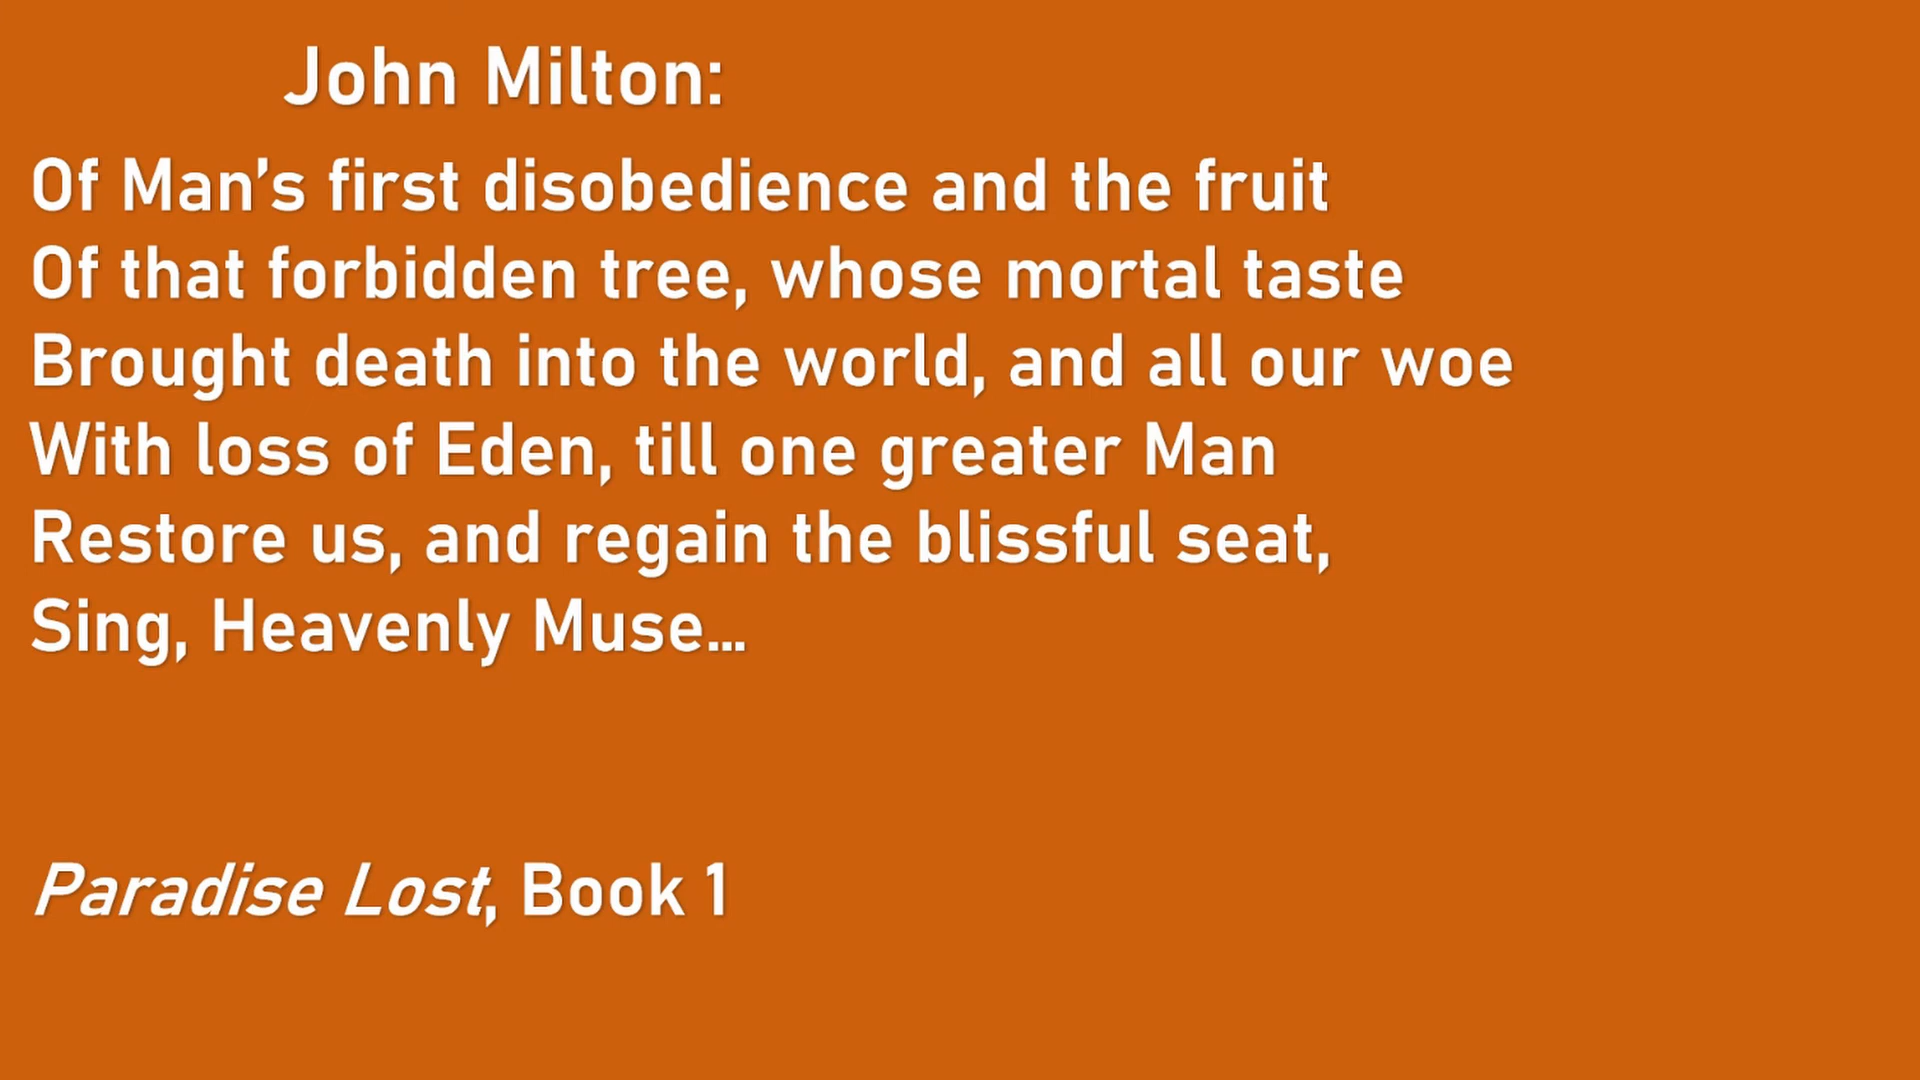 John Milton:
Of Man’s first disobedience and the fruit
Of that forbidden tree, whose mortal taste
Brought death into the world, and all our woe
With loss of Eden, till one greater Man
Restore us, and regain the blissful seat,
Sing, Heavenly Muse…
Paradise Lost, Book 1